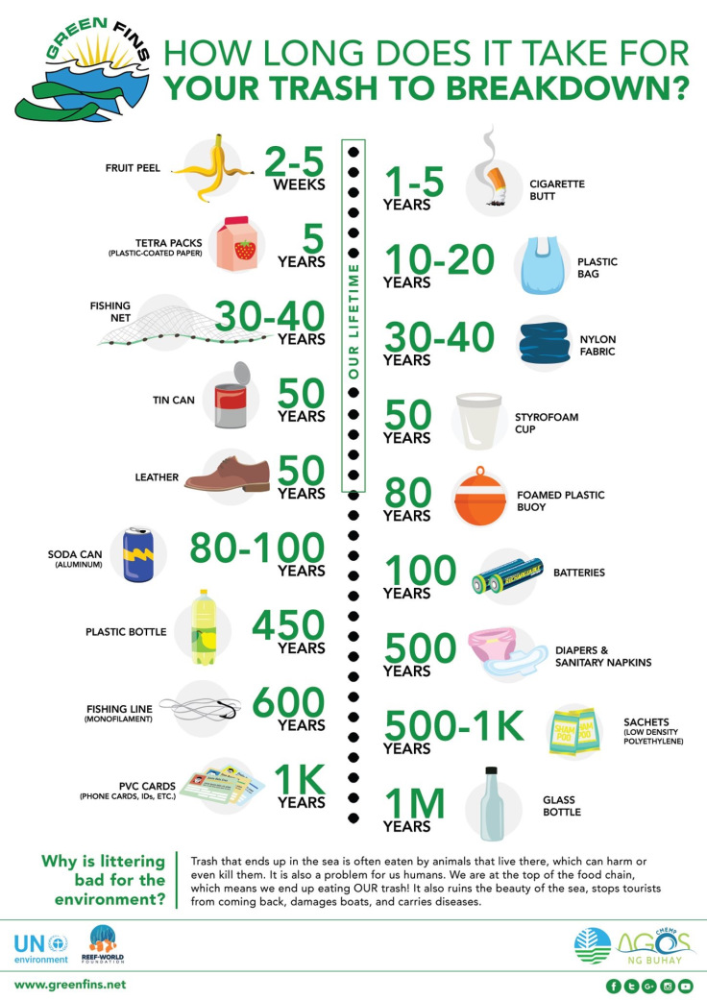 GREEN FINS
HOW LONG DOES IT TAKE FOR
YOUR TRASH TO BREAKDOWN?
FRUIT PEEL
2-5
WEEKS
1-5
YEARS
CIGARETTE
BUTT
TETRA PACKS
(PLASTIC-COATED PAPER)
5
YEARS
10-20
YEARS
PLASTIC
BAG
OUR LIFETIME
FISHING
NET
30-40
YEARS
30-40
YEARS
NYLON
FABRIC
TIN CAN
50
YEARS
50
YEARS
STYROFOAM
CUP
LEATHER
50
YEARS
80
YEARS
FOAMED PLASTIC
BUOY
SODA CAN
(ALUMINUM)
80-100
YEARS
100
YEARS
RECHARGEABLE
BATTERIES
PLASTIC BOTTLE
450
YEARS
500
YEARS
DIAPERS &
SANITARY NAPKINS
FISHING LINE
(MONOFILAMENT)
600
YEARS
500-1K
YEARS
SHAM
POO
SACHETS
(LOW DENSITY
POLYETHYLENE)
PVC CARDS
(PHONE CARDS, IDs, ETC.)
1K
YEARS
1M
YEARS
GLASS
BOTTLE
Why is littering
bad for the
environment?
Trash that ends up in the sea is often eaten by animals that live there, which can harm or
even kill them. It is also a problem for us humans. We are at the top of the food chain,
which means we end up eating OUR trash! It also ruins the beauty of the sea, stops tourists
from coming back, damages boats, and carries diseases.
UN
environment
REEF-WORLD
FOUNDATION
CHEMP
AGOS
NG BUHAY
www.greenfins.net